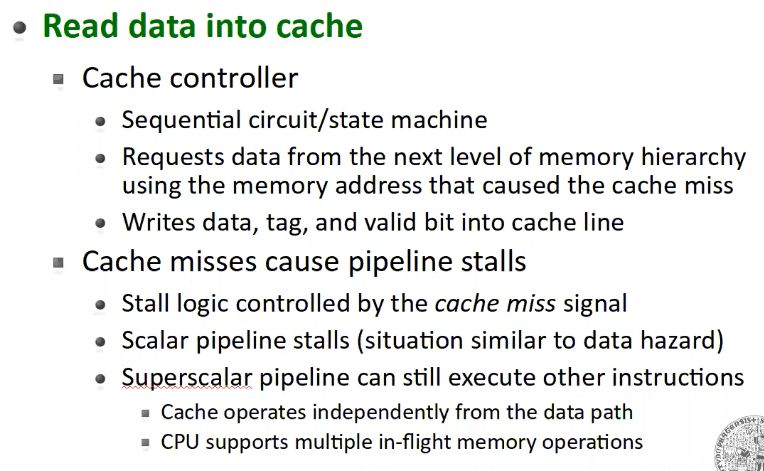 Read data into cache
Cache controller
Sequential circuit/state machine
Requests data from the next level of memory hierarchy
using the memory address that caused the cache miss
Writes data, tag, and valid bit into cache line
Cache misses cause pipeline stalls
Stall logic controlled by the cache miss signal
Scalar pipeline stalls (situation similar to data hazard)
Superscalar pipeline can still execute other instructions
Cache operates independently from the data path
CPU supports multiple in-flight memory operations